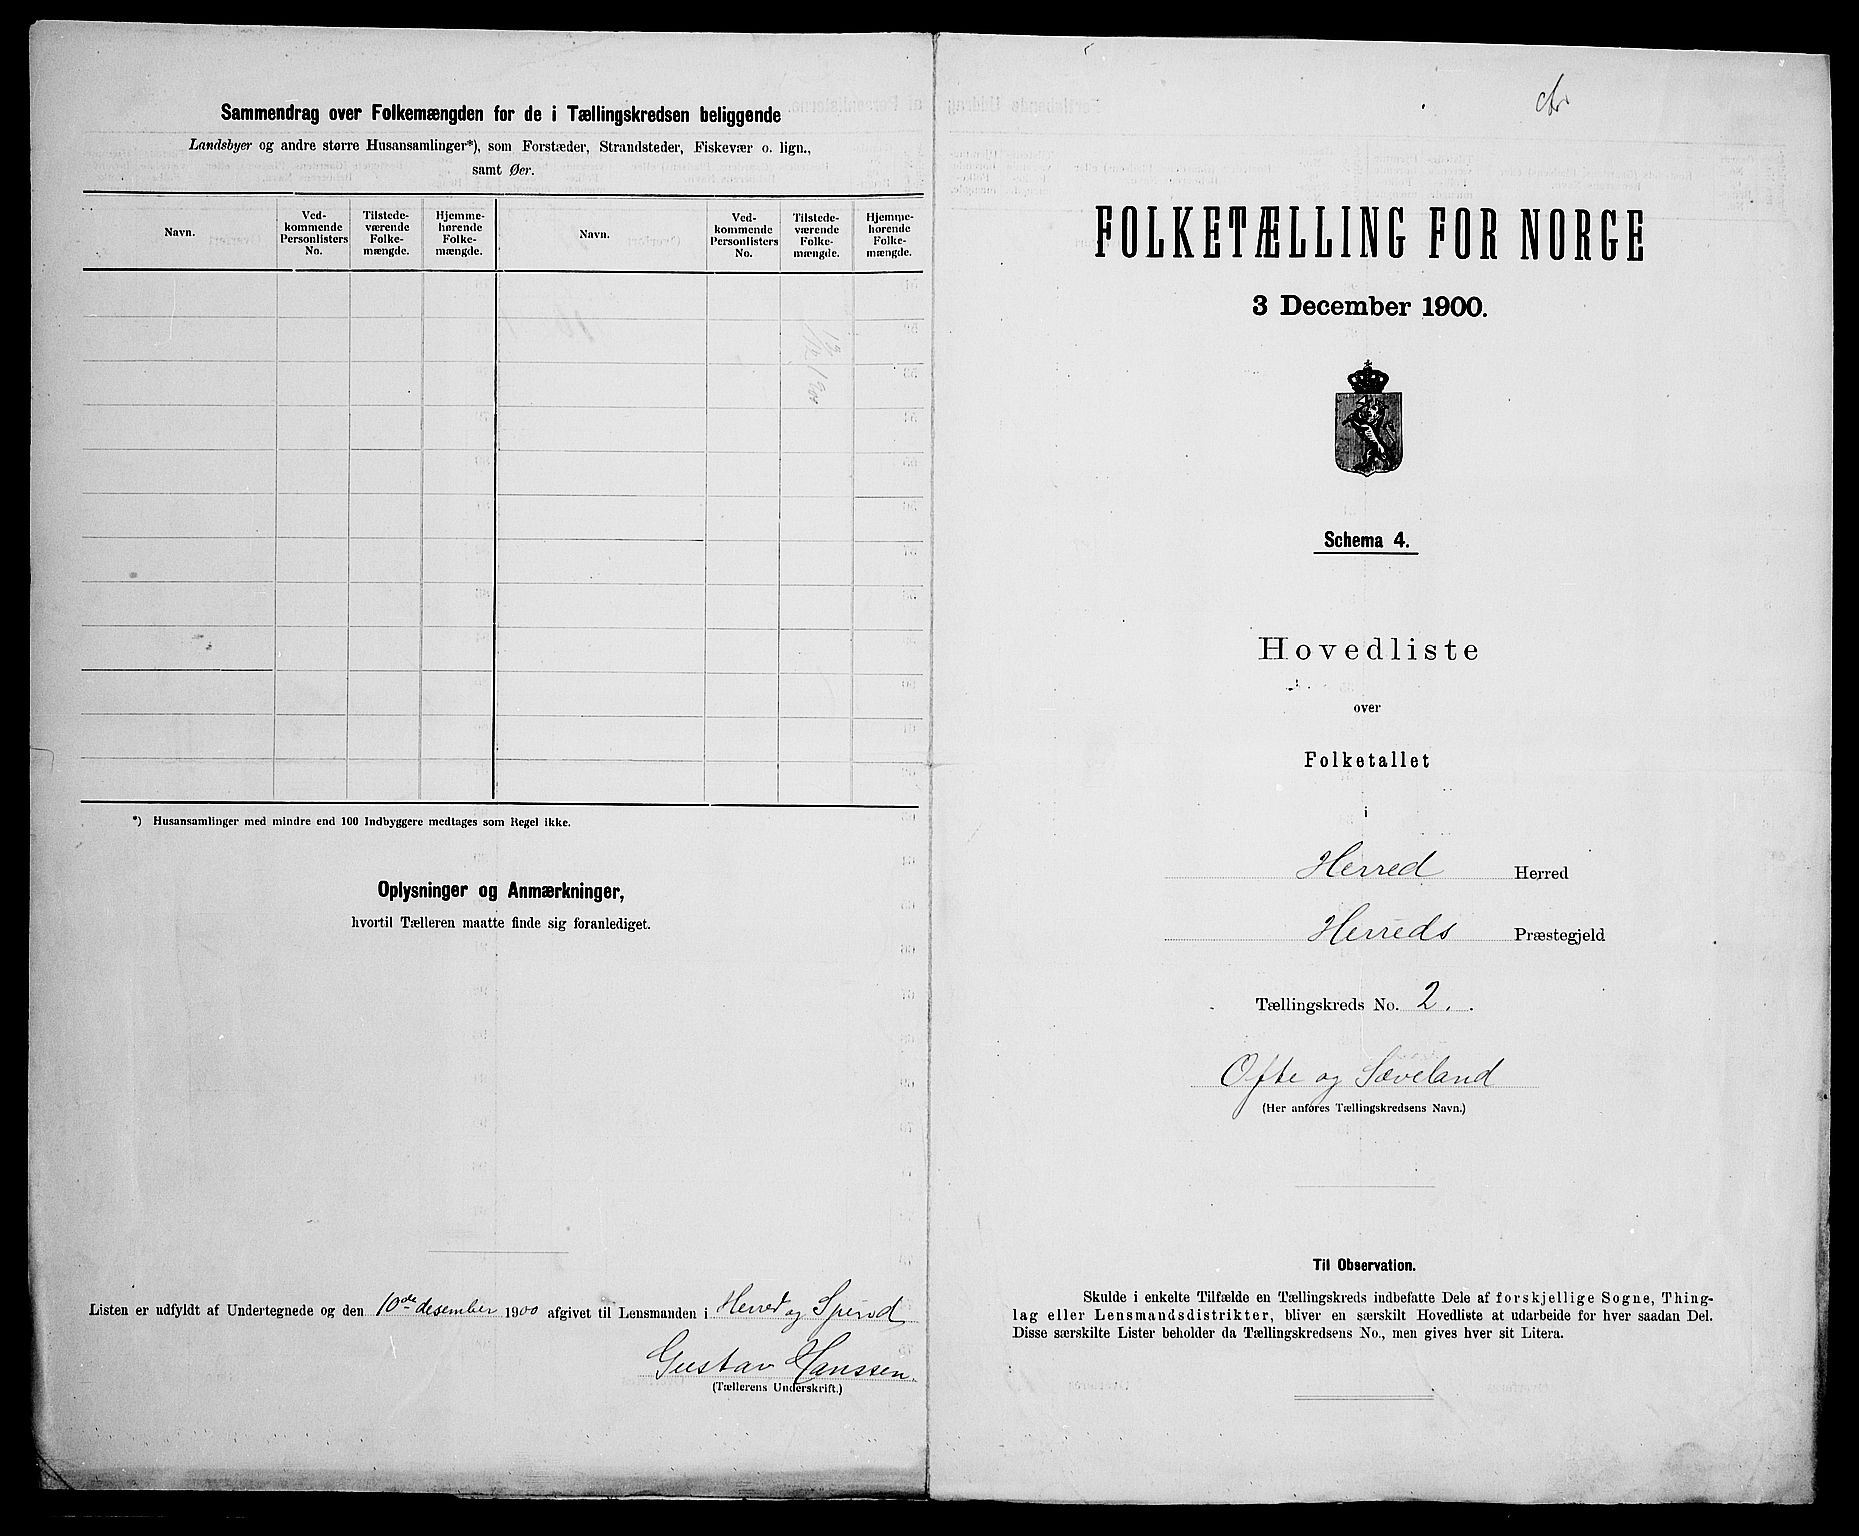 Sammendrag over Folkemængden for de i Tællingskredsen beliggende
Landsbyer og andre større Husansamlinger*), som Forstæder, Strandsteder, Fiskevær o. lign.,
samt Øer.
Navn.
Ved-
kommende
Personlisters
No.
Tilstede-
værende
Folke-
mængde.
Hjemme-
hørende
Folke-
mængde.
Navn.
Ved-
kommende
Personlisters
No.
Tilstede-
værende
Folke-
mængde.
Hjemme-
hørende
Folke-
mængde.
*) Husansamlinger med mindre end 100 Indbyggere medtages som Regel ikke.
Oplysninger og Anmærkninger,
hvortil Tælleren maatte finde sig foranlediget.
Listen er udfyldt af Undertegnede og den 10de desember 1900 afgivet til Lensmanden i Herred og Spind
Gustav Hanssen.
(Tællerens Underskrift.)
FOLKETÆLLING FOR NORGE
3 December 1900.
Schema 4.
Hovedliste
over
Folketallet
i
Herred Herred
Herreds Præstegjeld
Tællingskreds No. 2.
Ofte og Sæveland
(Her anføres Tællingskredsens Navn.)
Til Observation.
Skulde i enkelte Tilfælde en Tællingskreds indbefatte Dele af forskjellige Sogne, Thing-
lag eller Lensmandsdistrikter, bliver en særskilt Hovedliste at udarbeide for hver saadan Del.
Disse særskilte Lister beholder da Tællingskredsens No., men gives hver sit Litera.